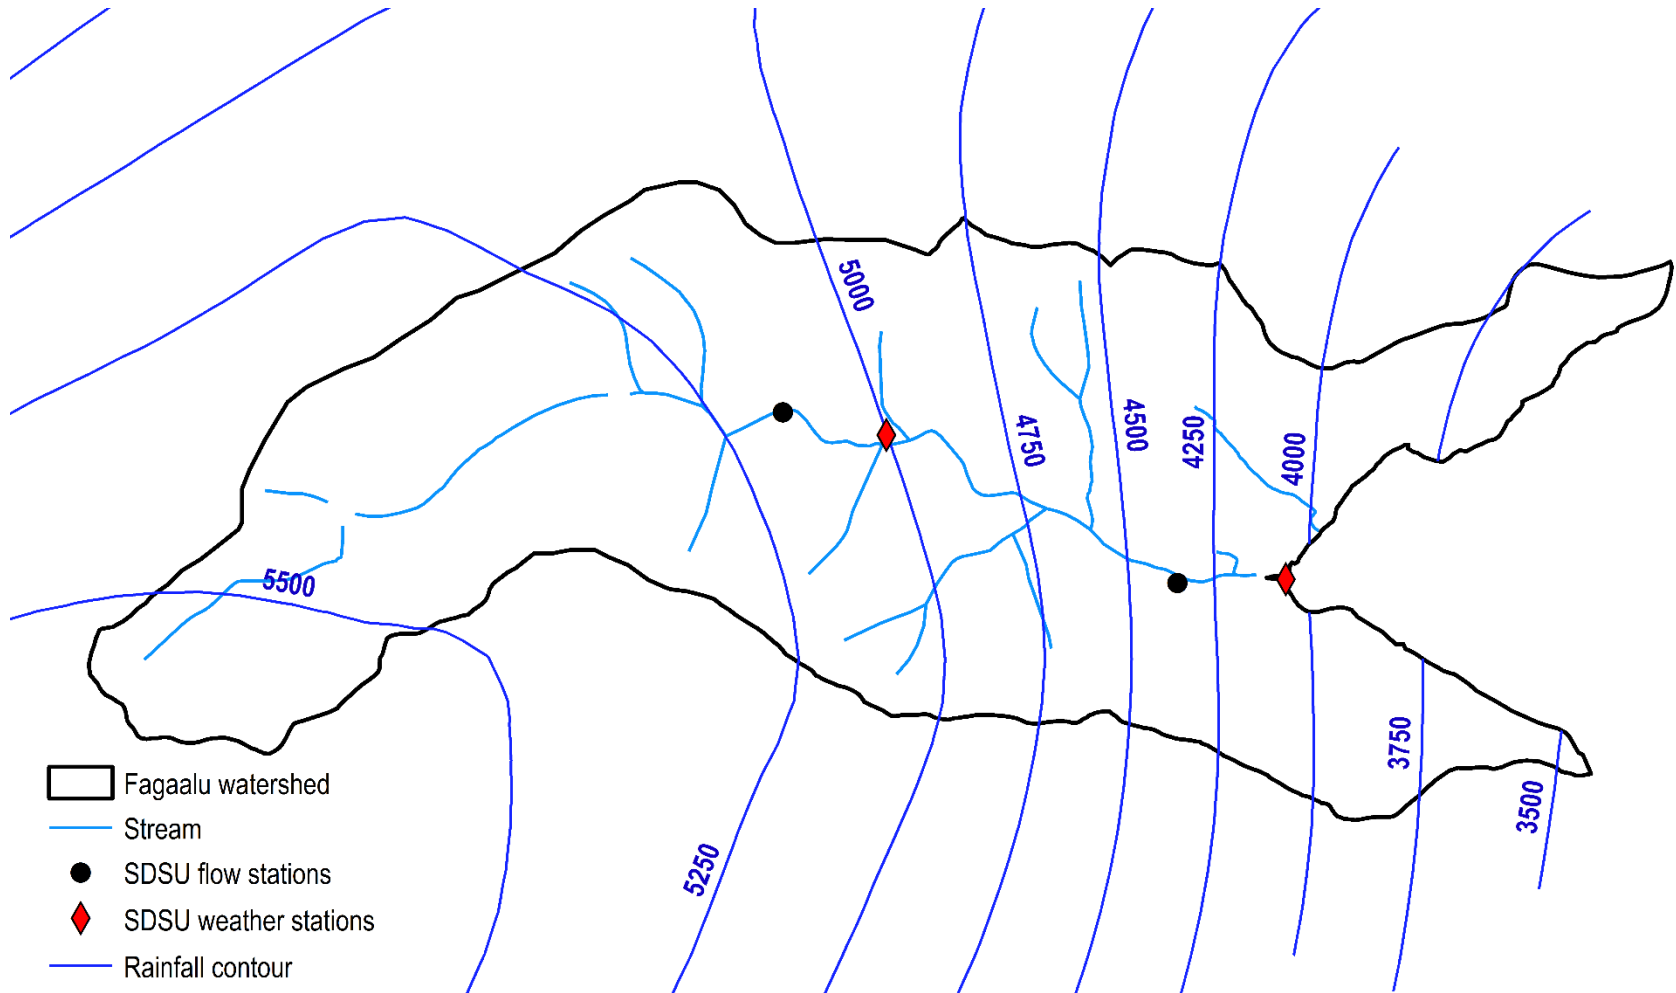 5000
4750
4500
4250
4000
5500
3750
3500
5250
Fagaalu watershed
Stream
SDSU flow stations
SDSU weather stations
Rainfall contour